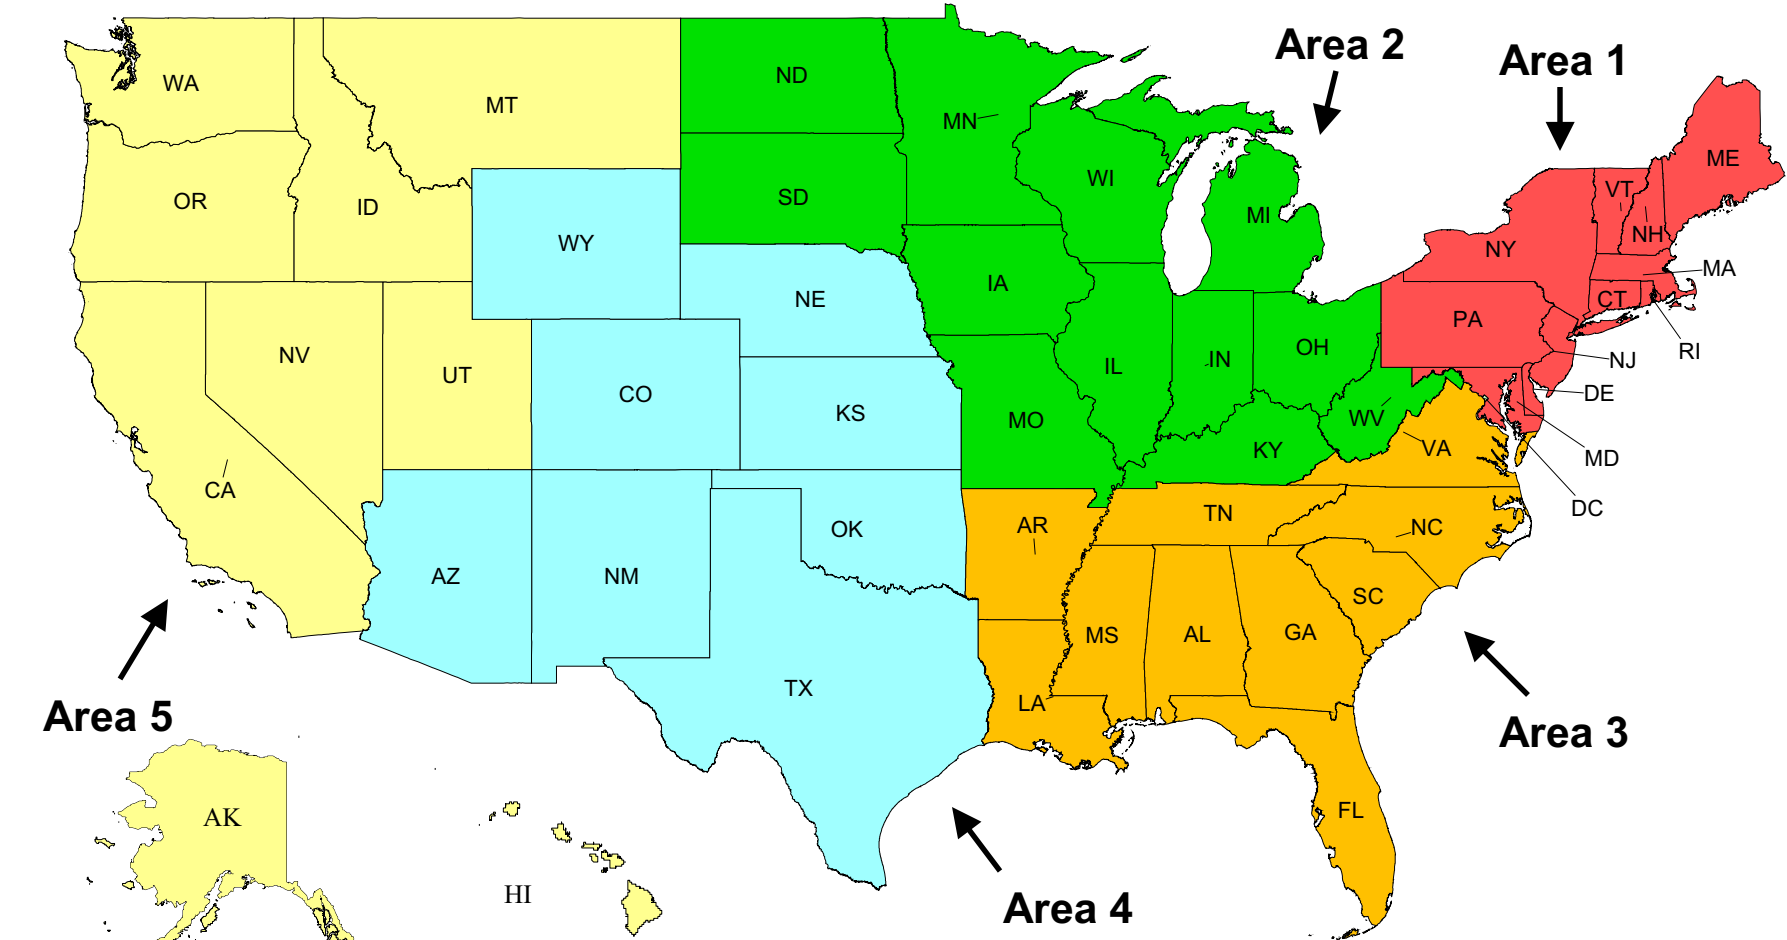 Area 2
Area 1
WA
MT
ND
MN
WI
MI
ME
VT
NH
OR
ID
SD
WY
NY
MA
IA
NE
CT
PA
RI
NV
UT
CO
KS
MO
IL
IN
OH
NJ
DE
WV
KY
VA
MD
DC
CA
TN
AR
NC
OK
AZ
NM
SC
MS
AL
GA
TX
LA
Area 5
Area 3
FL
AK
HI
Area 4